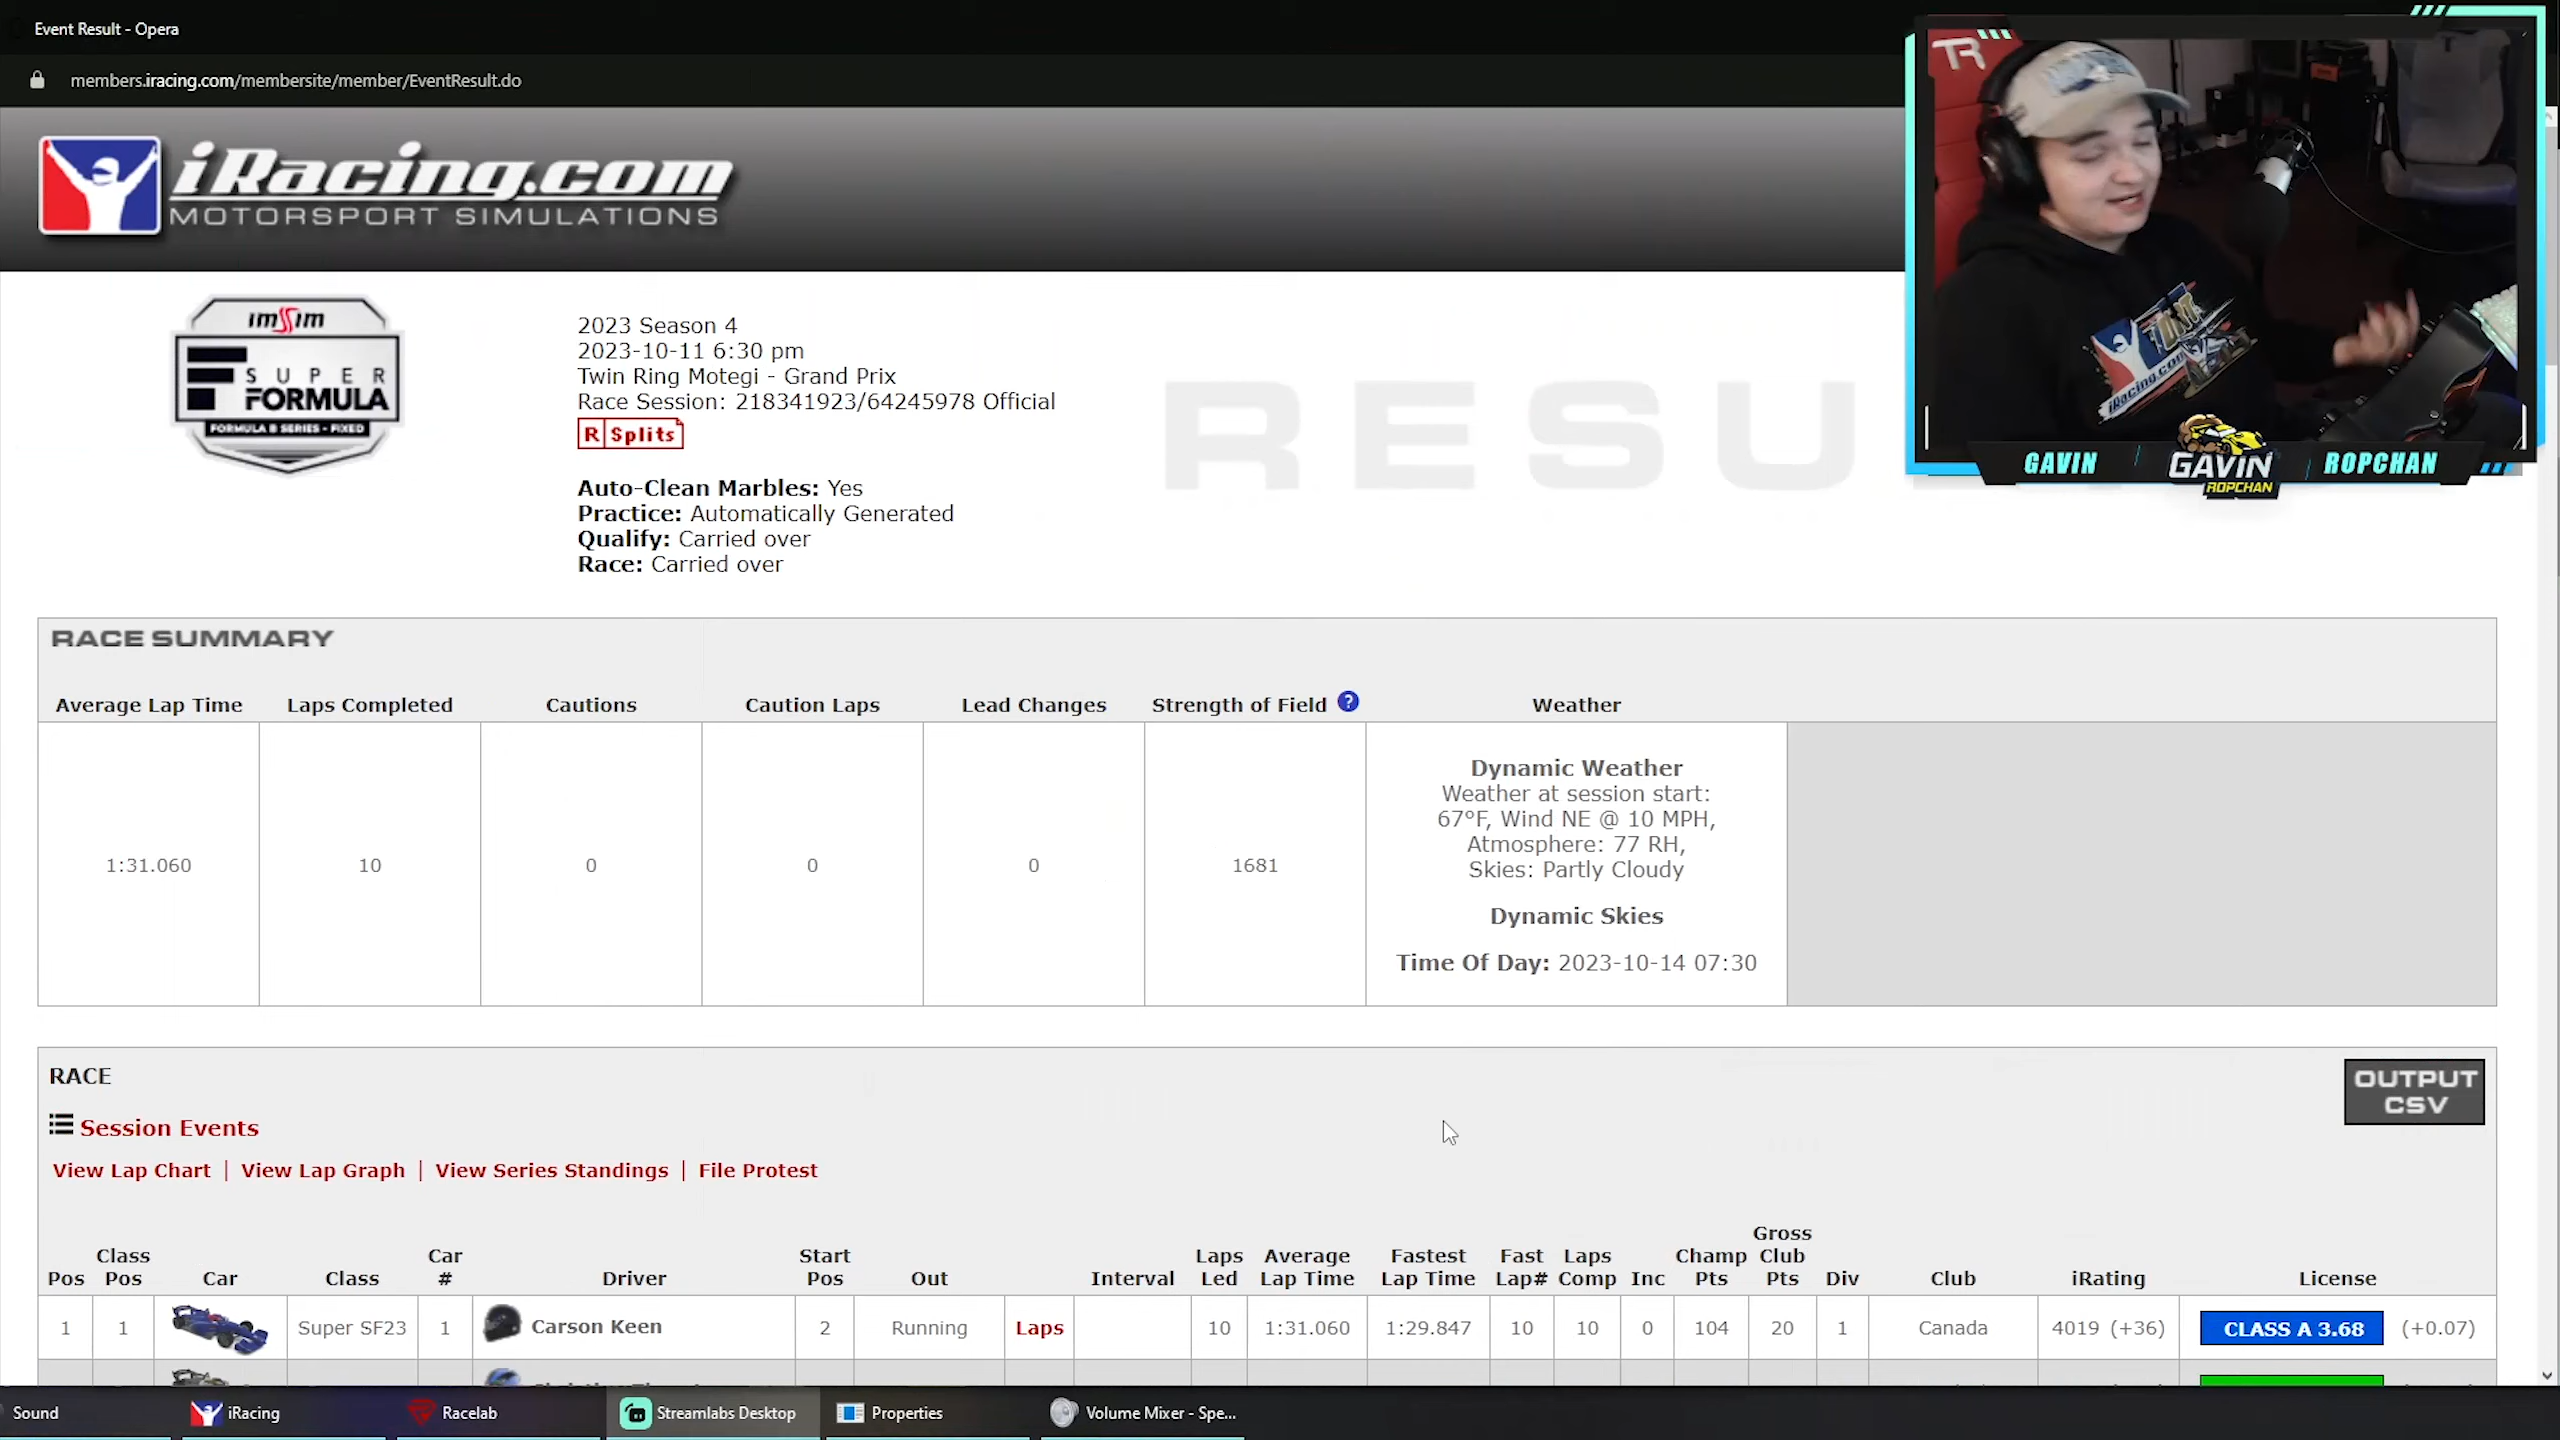 Event Result - Opera
members.iracing.com/membersite/member/EventResult.do
iRacing.com
MOTORSPORT SIMULATIONS
TR
iRacing.com
GAVIN
GAVIN
ROPCHAN
ROPCHAN
imsim
SUPER
FORMULA
FORMULA B SERIES - FIXED
2023 Season 4
2023-10-11 6:30 pm
Twin Ring Motegi - Grand Prix
Race Session: 218341923/64245978 Official
R Splits
RESU
Auto-Clean Marbles: Yes
Practice: Automatically Generated
Qualify: Carried over
Race: Carried over
RACE SUMMARY
Average Lap Time Laps Completed Cautions Caution Laps Lead Changes Strength of Field ? Weather
Dynamic Weather
Weather at session start:
67°F, Wind NE @ 10 MPH,
Atmosphere: 77 RH,
Skies: Partly Cloudy
1:31.060 10 0 0 0 1681
Dynamic Skies
Time Of Day: 2023-10-14 07:30
RACE
OUTPUT
CSV
Session Events
View Lap Chart | View Lap Graph | View Series Standings | File Protest
Pos Class Pos Car Class Car # Driver Start Pos Out Interval Laps Led Average Lap Time Fastest Lap Time Fast Lap# Laps Comp Inc Champ Pts Gross Club Pts Div Club iRating License
1 1 Super SF23 1 Carson Keen 2 Running Laps 10 1:31.060 1:29.847 10 10 0 104 20 1 Canada 4019 (+36) CLASS A 3.68 (+0.07)
Sound iRacing Racelab Streamlabs Desktop Properties Volume Mixer - Spe...